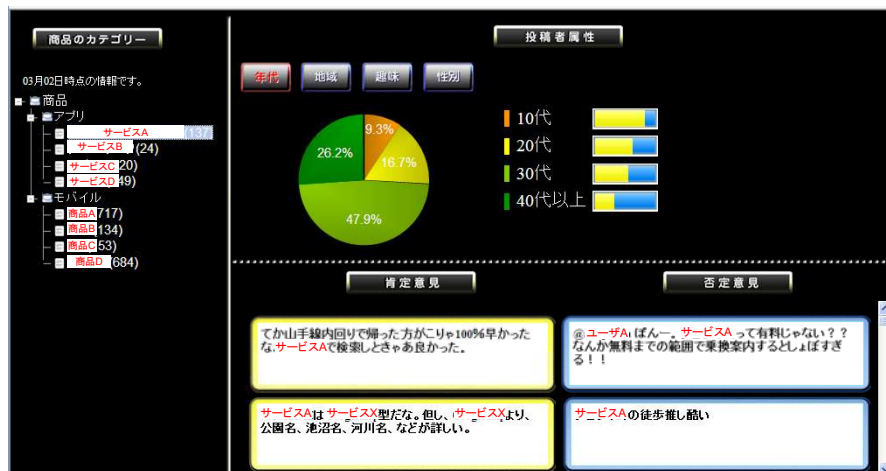 商品のカテゴリー
03月02日時点の情報です。
商品
アプリ
サービスA (137
サービスB (24)
サービスC 20)
サービスD 49)
モバイル
商品A 717)
商品B 134)
商品C 53)
商品D (684)
投稿者属性
年代 地域 趣味 性別
9.3%
16.7%
26.2%
47.9%
10代
20代
30代
40代以上
肯定意見
てか山手線内回りで帰った方がこりゃ100%早かった
な.サービスAで検索しときゃあ良かった。
サービスAは サービスX型だな。但し、サービスXより、
公園名、池沼名、河川名、などが詳しい。
否定意見
@ユーザA ぽんー。サービスA って有料じゃない？？
なんか無料までの範囲で乗換案内するとしょぼすぎ
る！！
サービスAの徒歩推し酷い